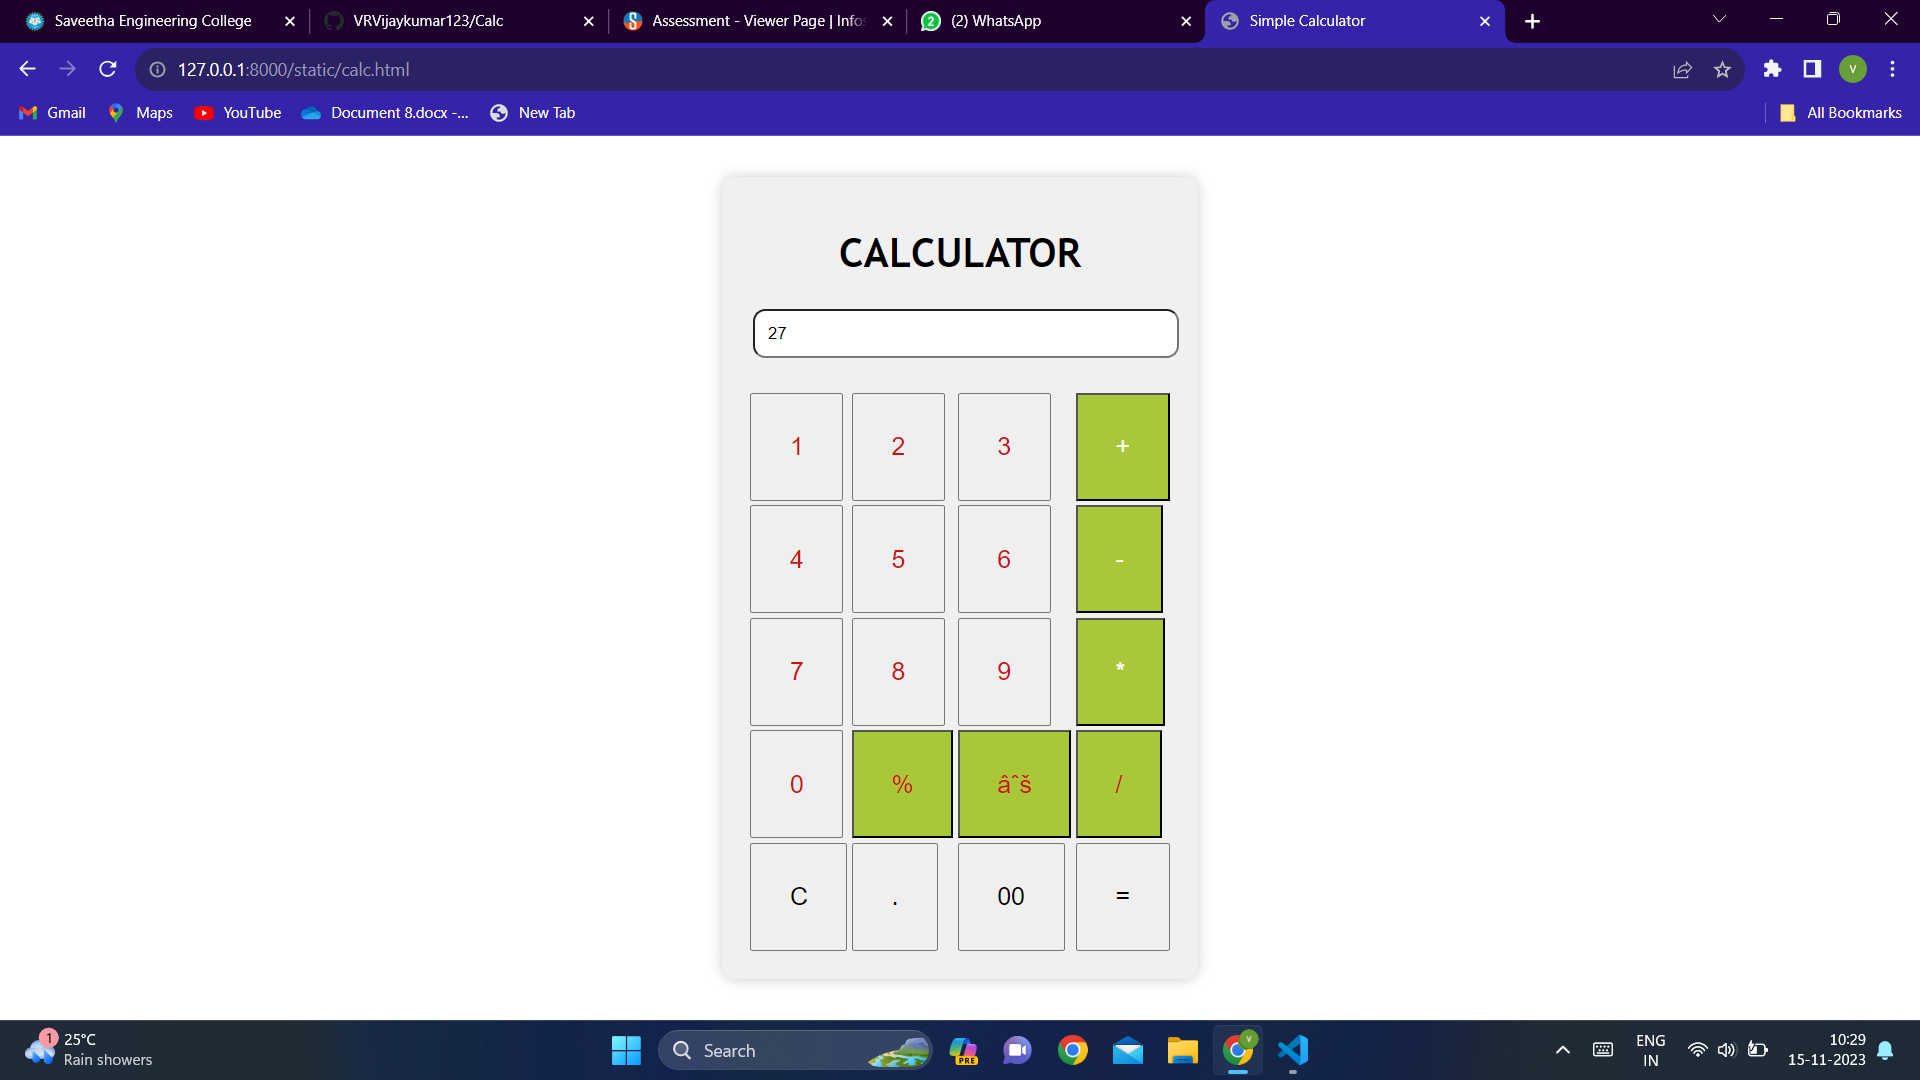 Saveetha Engineering College
VRVijaykumar123/Calc
Assessment - Viewer Page | Infos
(2) WhatsApp
Simple Calculator
127.0.0.1:8000/static/calc.html
V
Gmail
Maps
YouTube
Document 8.docx -...
New Tab
All Bookmarks
CALCULATOR
27
1 2 3 +
4 5 6 -
7 8 9 *
0 % âˆš /
C . 00 =
1
25°C
Rain showers
Search
PRE
V
ENG
IN
10:29
15-11-2023